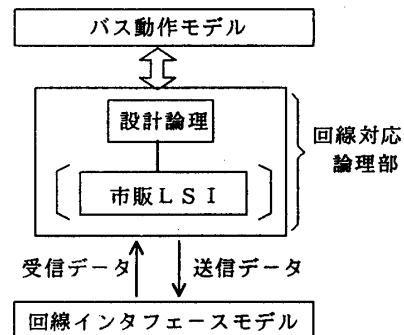 バス動作モデル
設計論理
市販LSI
回線対応
論理部
受信データ
送信データ
回線インタフェースモデル